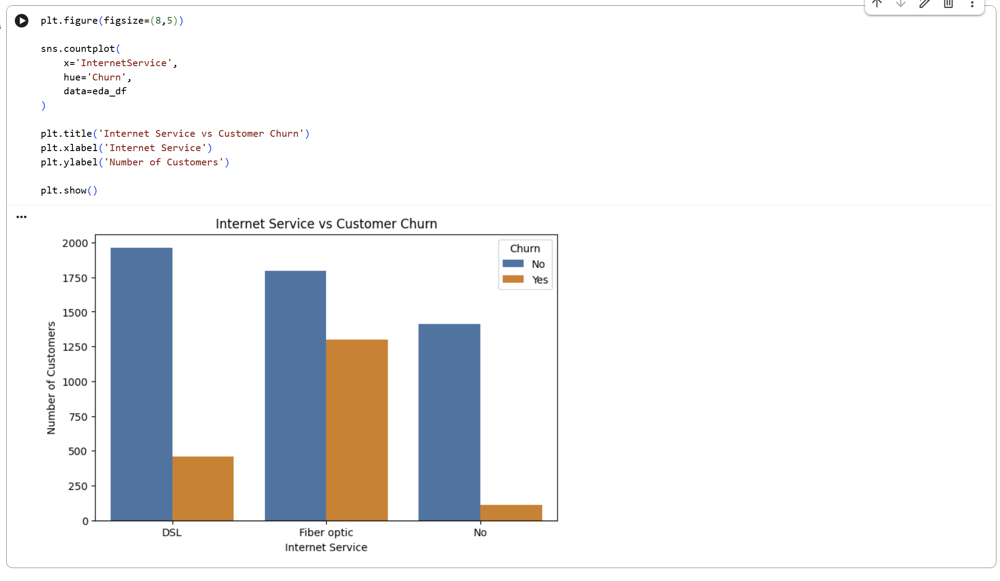 plt.figure(figsize=(8,5))
sns.countplot(
    x='InternetService',
    hue='Churn',
    data=eda_df
)
plt.title('Internet Service vs Customer Churn')
plt.xlabel('Internet Service')
plt.ylabel('Number of Customers')
plt.show()
Internet Service vs Customer Churn
Churn
No
Yes
2000
1750
1500
1250
1000
750
500
250
0
Number of Customers
DSL Fiber optic No
Internet Service